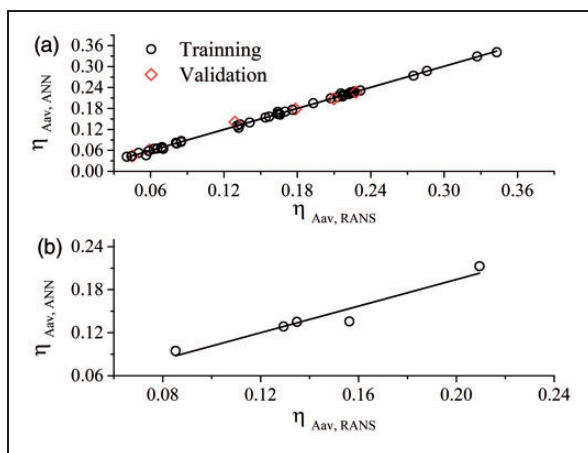 (a)
Trainning
Validation
0.36
0.30
0.24
0.18
0.12
0.06
0.00
η Aav, ANN
0.06 0.12 0.18 0.24 0.30 0.36
η Aav, RANS
(b)
0.24
0.18
0.12
0.06
η Aav, ANN
0.08 0.12 0.16 0.20 0.24
η Aav, RANS